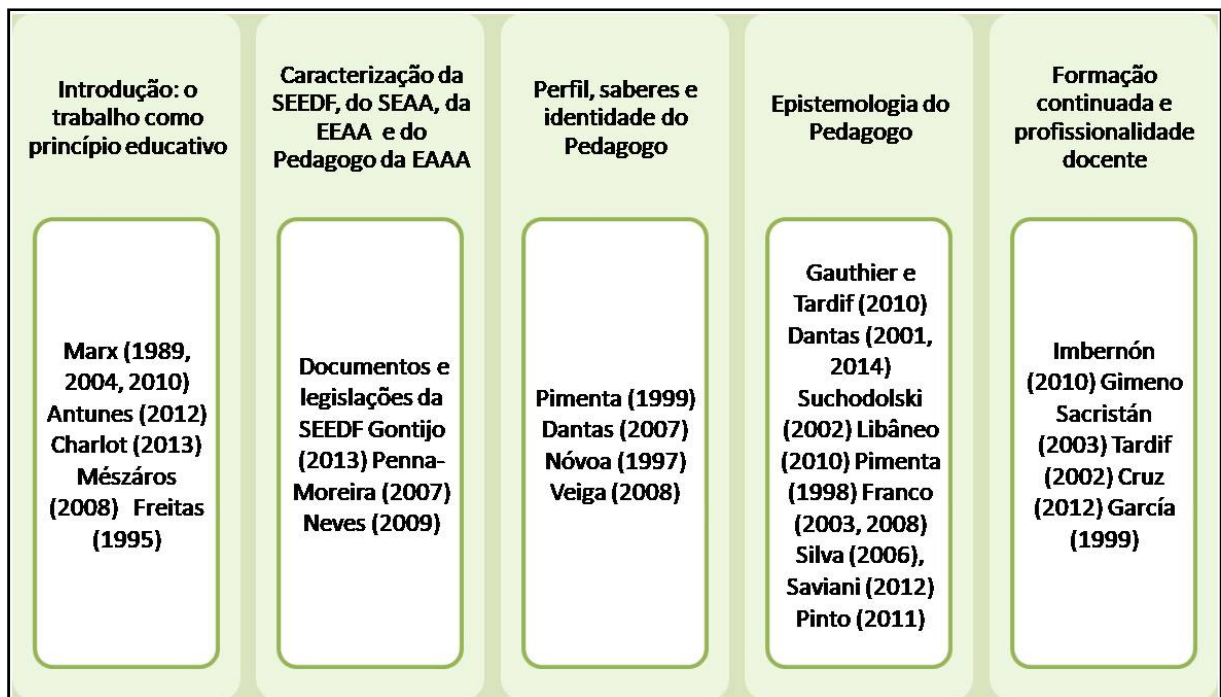 Introdução: o
trabalho como
princípio educativo
Marx (1989,
2004, 2010)
Antunes (2012)
Charlot (2013)
Mészáros
(2008) Freitas
(1995)
Caracterização da
SEEDF, do SEAA, da
EEAA e do
Pedagogo da EAAA
Documentos e
legislações da
SEEDF Gontijo
(2013) Penna-
Moreira (2007)
Neves (2009)
Perfil, saberes e
identidade do
Pedagogo
Pimenta (1999)
Dantas (2007)
Nóvoa (1997)
Veiga (2008)
Epistemologia do
Pedagogo
Gauthier e
Tardif (2010)
Dantas (2001,
2014)
Suchodolski
(2002) Libâneo
(2010) Pimenta
(1998) Franco
(2003, 2008)
Silva (2006),
Saviani (2012)
Pinto (2011)
Formação
continuada e
profissionalidade
docente
Imbernón
(2010) Gimeno
Sacristán
(2003) Tardif
(2002) Cruz
(2012) García
(1999)